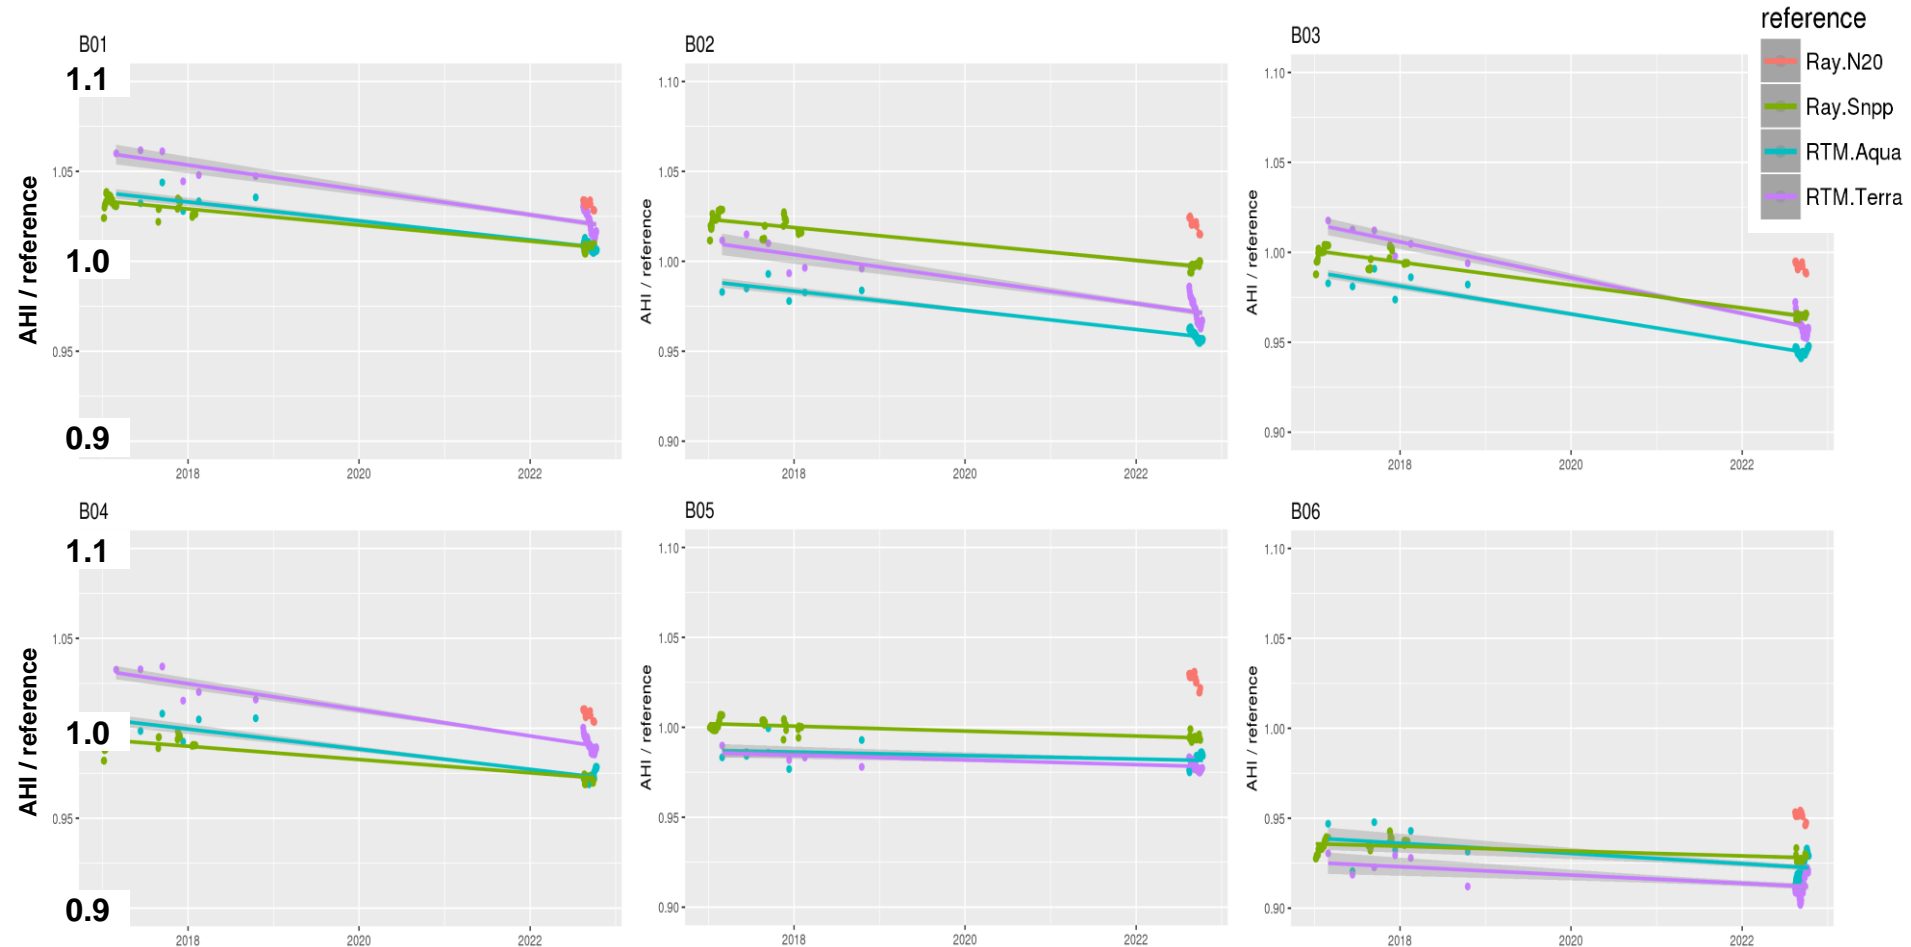 reference
Ray.N20
Ray.Snpp
RTM.Aqua
RTM.Terra
B01
1.1
1.05
1.0
0.95
0.9
AHI / reference
2018 2020 2022
B02
1.10
1.05
1.00
0.95
0.90
AHI / reference
2018 2020 2022
B03
1.10
1.05
1.00
0.95
0.90
AHI / reference
2018 2020 2022
B04
1.1
1.05
1.0
0.95
0.9
AHI / reference
2018 2020 2022
B05
1.10
1.05
1.00
0.95
0.90
AHI / reference
2018 2020 2022
B06
1.10
1.05
1.00
0.95
0.90
AHI / reference
2018 2020 2022